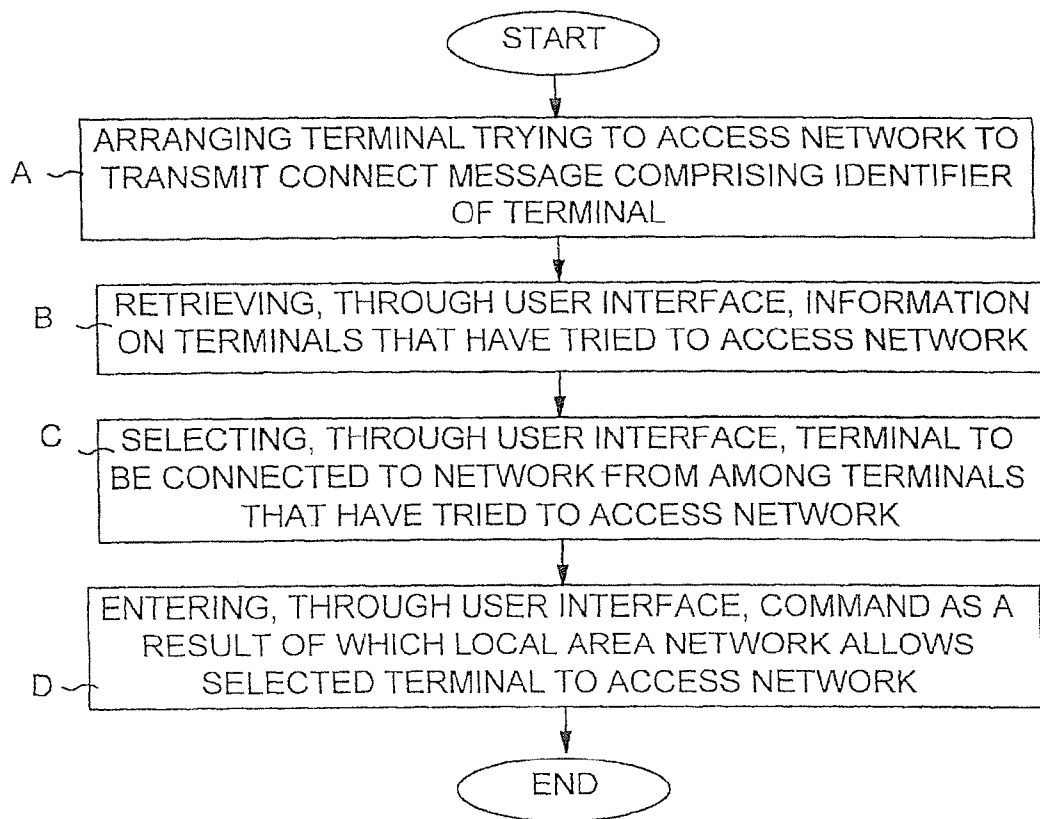 START
A
ARRANGING TERMINAL TRYING TO ACCESS NETWORK TO
TRANSMIT CONNECT MESSAGE COMPRISING IDENTIFIER
OF TERMINAL
B
RETRIEVING, THROUGH USER INTERFACE, INFORMATION
ON TERMINALS THAT HAVE TRIED TO ACCESS NETWORK
C
SELECTING, THROUGH USER INTERFACE, TERMINAL TO
BE CONNECTED TO NETWORK FROM AMONG TERMINALS
THAT HAVE TRIED TO ACCESS NETWORK
ENTERING, THROUGH USER INTERFACE, COMMAND AS A
RESULT OF WHICH LOCAL AREA NETWORK ALLOWS
D
SELECTED TERMINAL TO ACCESS NETWORK
END